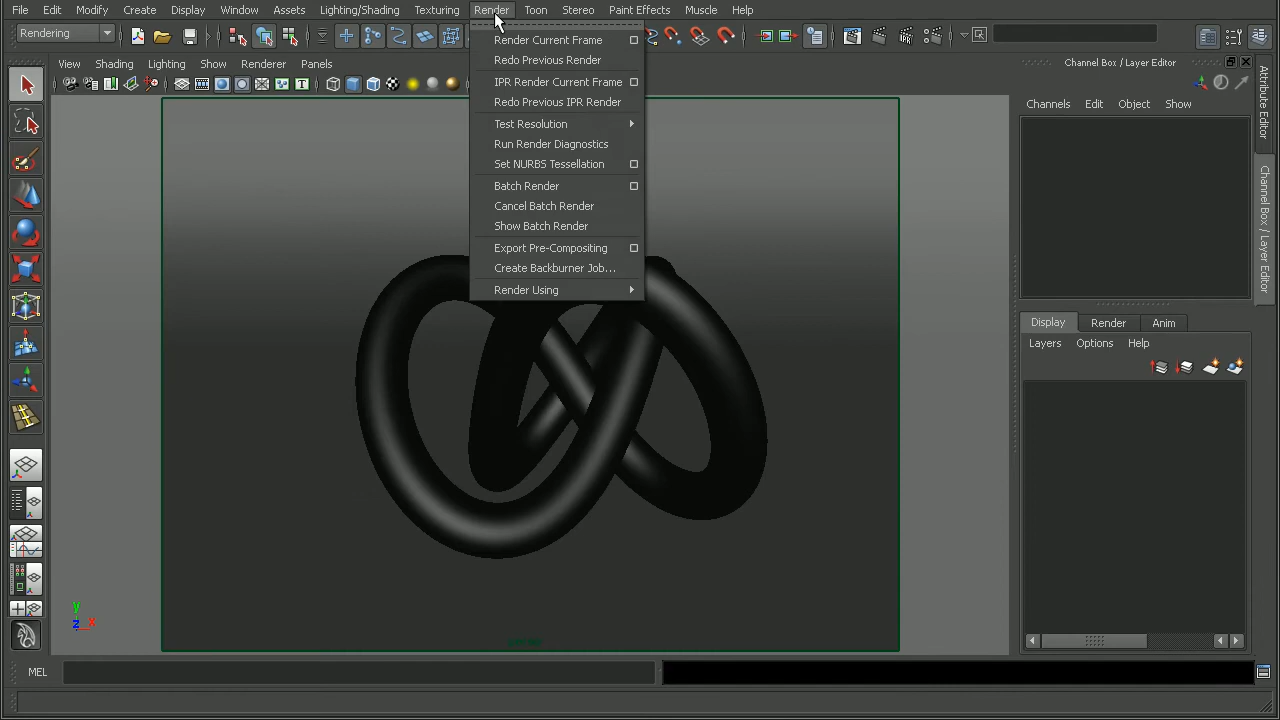 File Edit Modify Create Display Window Assets Lighting/Shading Texturing Render Toon Stereo Paint Effects Muscle Help
Rendering
View Shading Lighting Show Renderer Panels
Render Current Frame
Redo Previous Render
IPR Render Current Frame
Redo Previous IPR Render
Test Resolution
Run Render Diagnostics
Set NURBS Tessellation
Batch Render
Cancel Batch Render
Show Batch Render
Export Pre-Compositing
Create Backburner Job...
Render Using
Channel Box / Layer Editor
Channels Edit Object Show
Display Render Anim
Layers Options Help
Attribute Editor
Channel Box / Layer Editor
y
z x
MEL